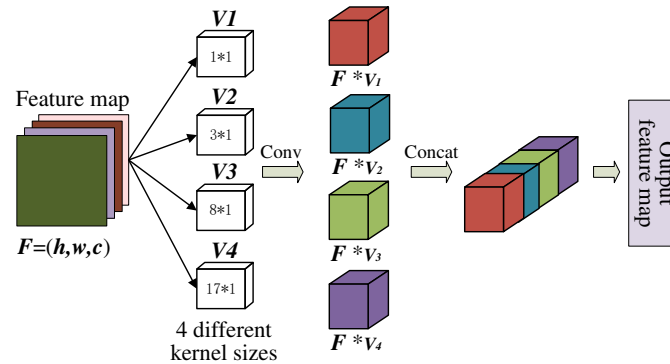 Feature map
F=(h,w,c)
V1
1*1
V2
3*1
V3
8*1
V4
17*1
4 different
kernel sizes
Conv
F *V1
F *V2
F *V3
F *V4
Concat
Output
feature map